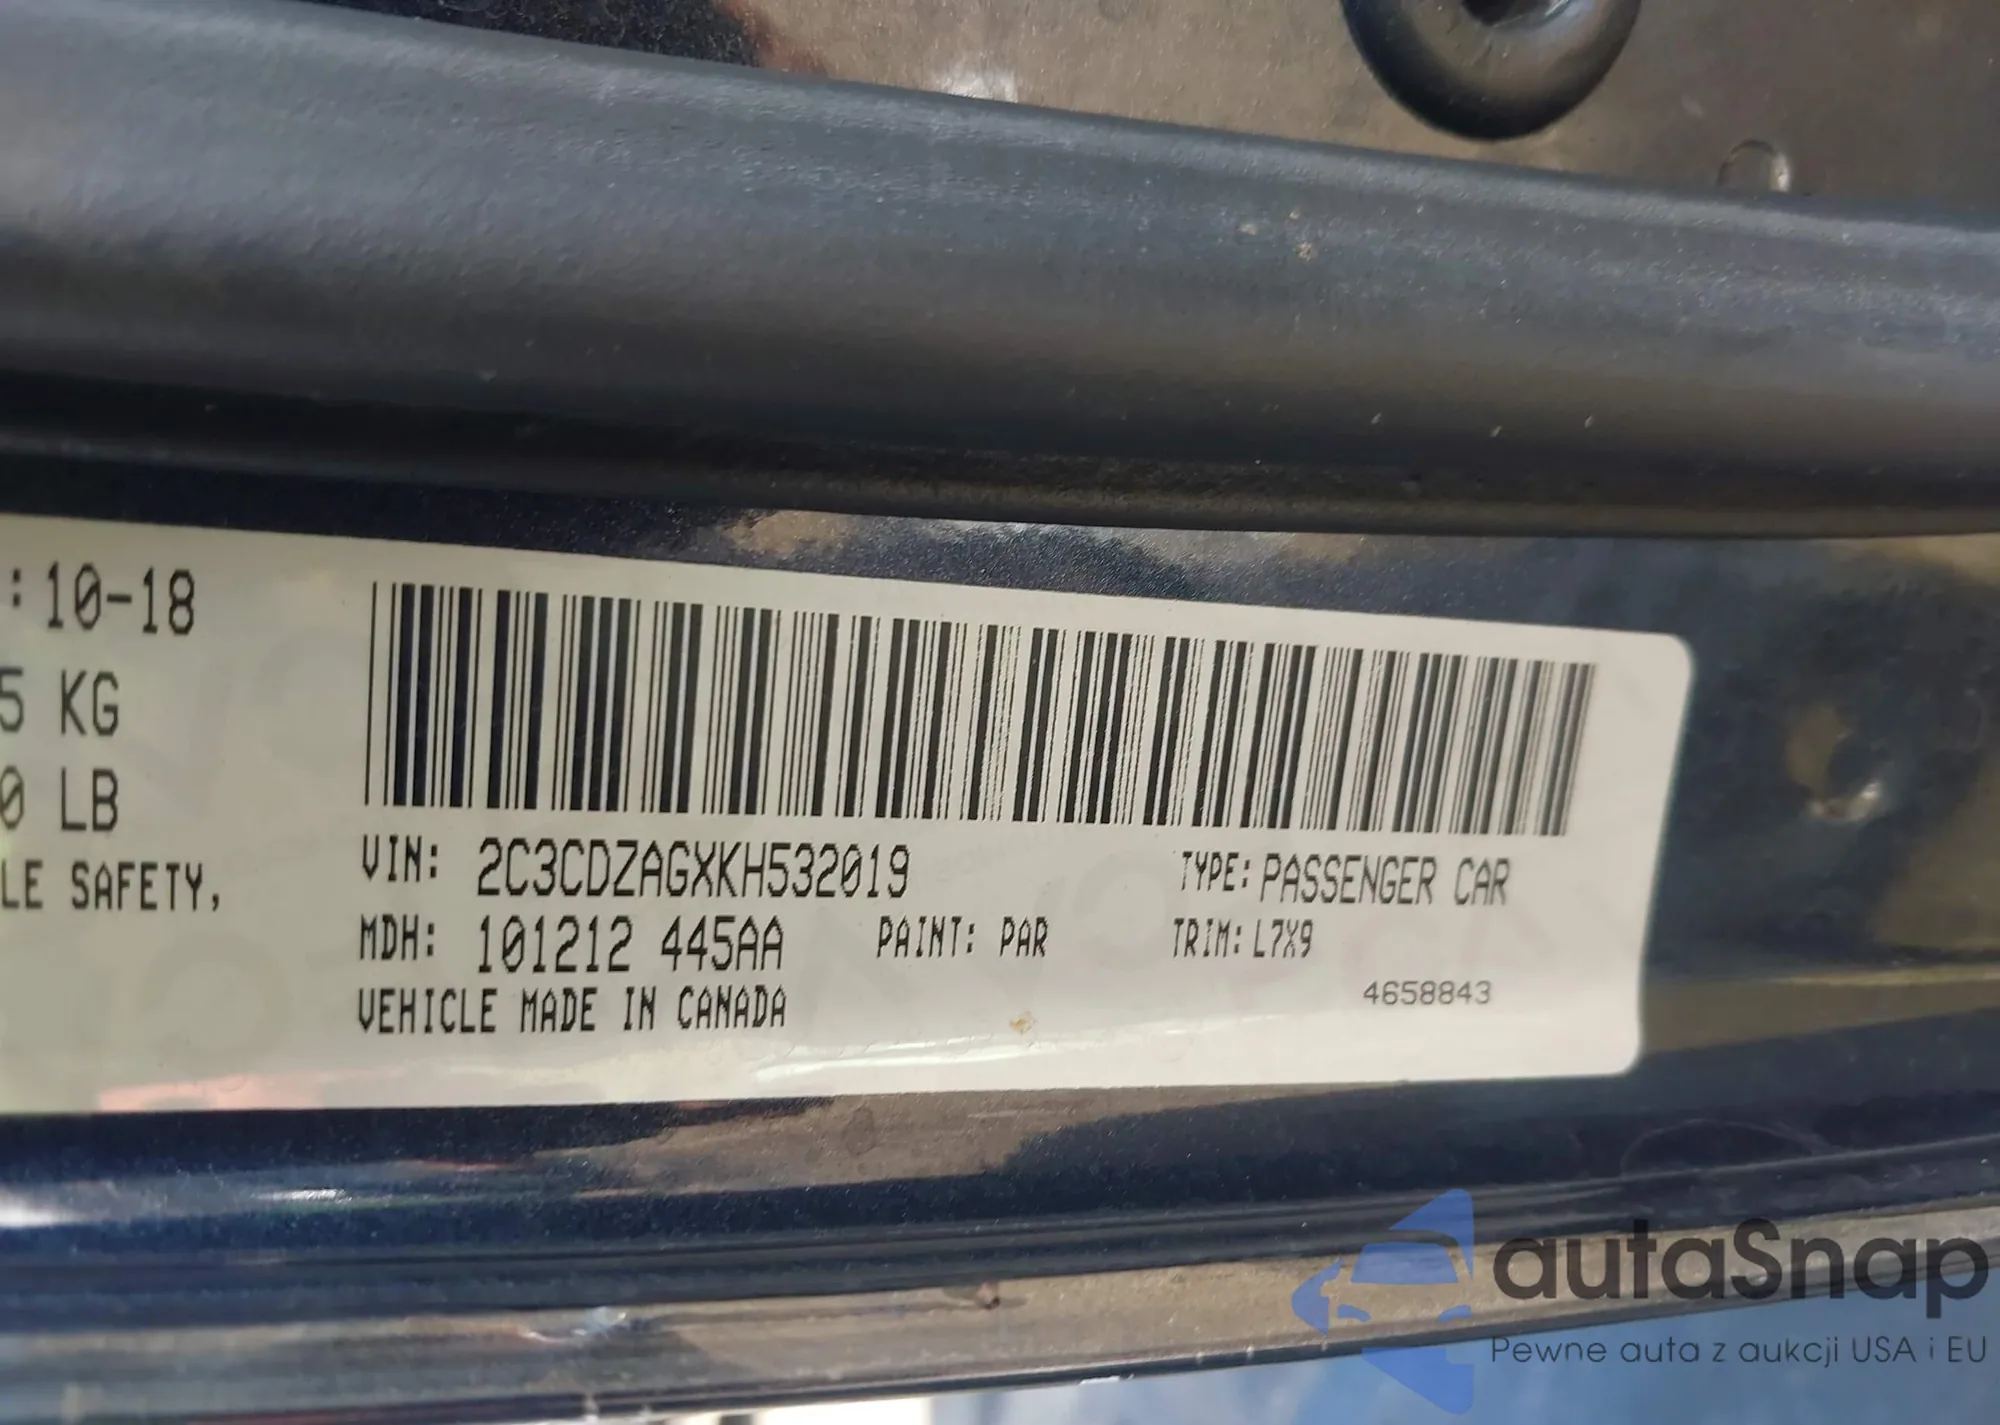 :10-18
5 KG
0 LB
LE SAFETY,
VIN: 2C3CDZAGXKH532019
TYPE: PASSENGER CAR
MDH: 101212 445AA
PAINT: PAR
TRIM: L7X9
VEHICLE MADE IN CANADA
4658843
autaSnap
Pewne auta z aukcji USA i EU